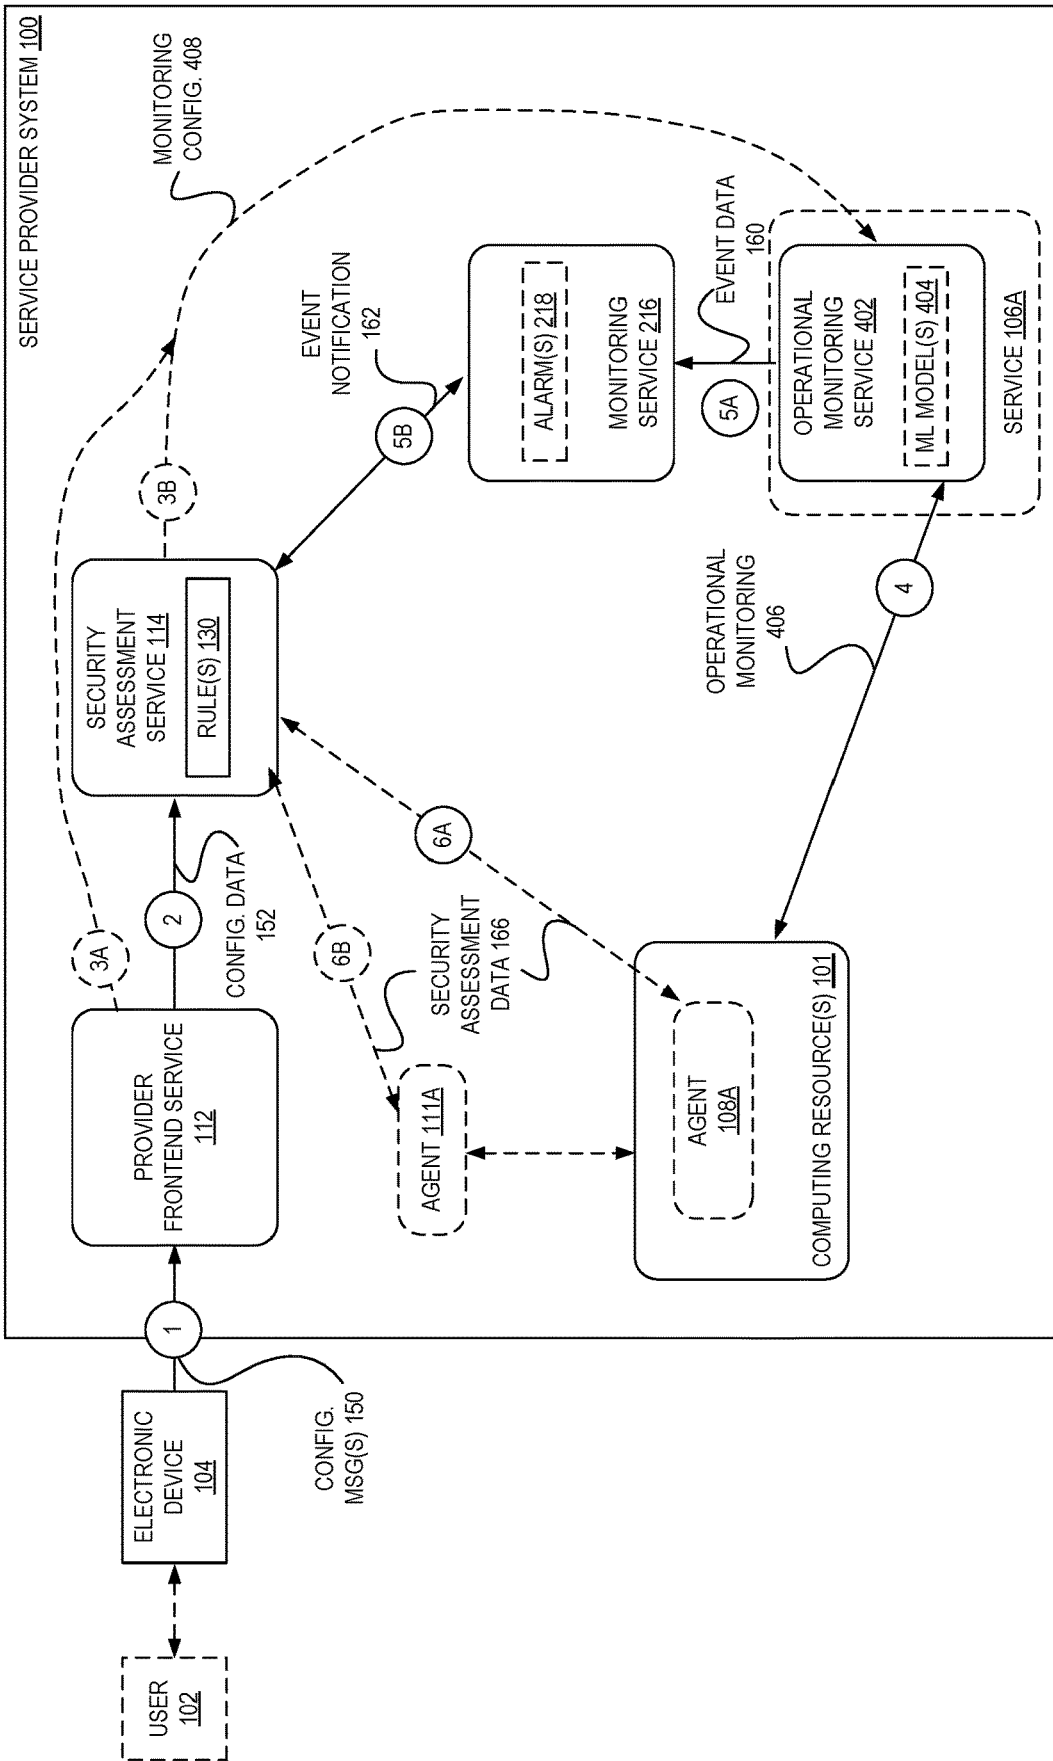 SERVICE PROVIDER SYSTEM 100
USER
102
ELECTRONIC
DEVICE
104
1
CONFIG.
MSG(S) 150
PROVIDER
FRONTEND SERVICE
112
3A
2
CONFIG. DATA
152
SECURITY
ASSESSMENT
SERVICE 114
RULE(S) 130
3B
MONITORING
CONFIG. 408
EVENT
NOTIFICATION
162
5B
ALARM(S) 218
MONITORING
SERVICE 216
5A
EVENT DATA
160
OPERATIONAL
MONITORING
SERVICE 402
ML MODEL(S) 404
SERVICE 106A
4
OPERATIONAL
MONITORING
406
6A
6B
SECURITY
ASSESSMENT
DATA 166
AGENT 111A
AGENT
108A
COMPUTING RESOURCE(S) 101